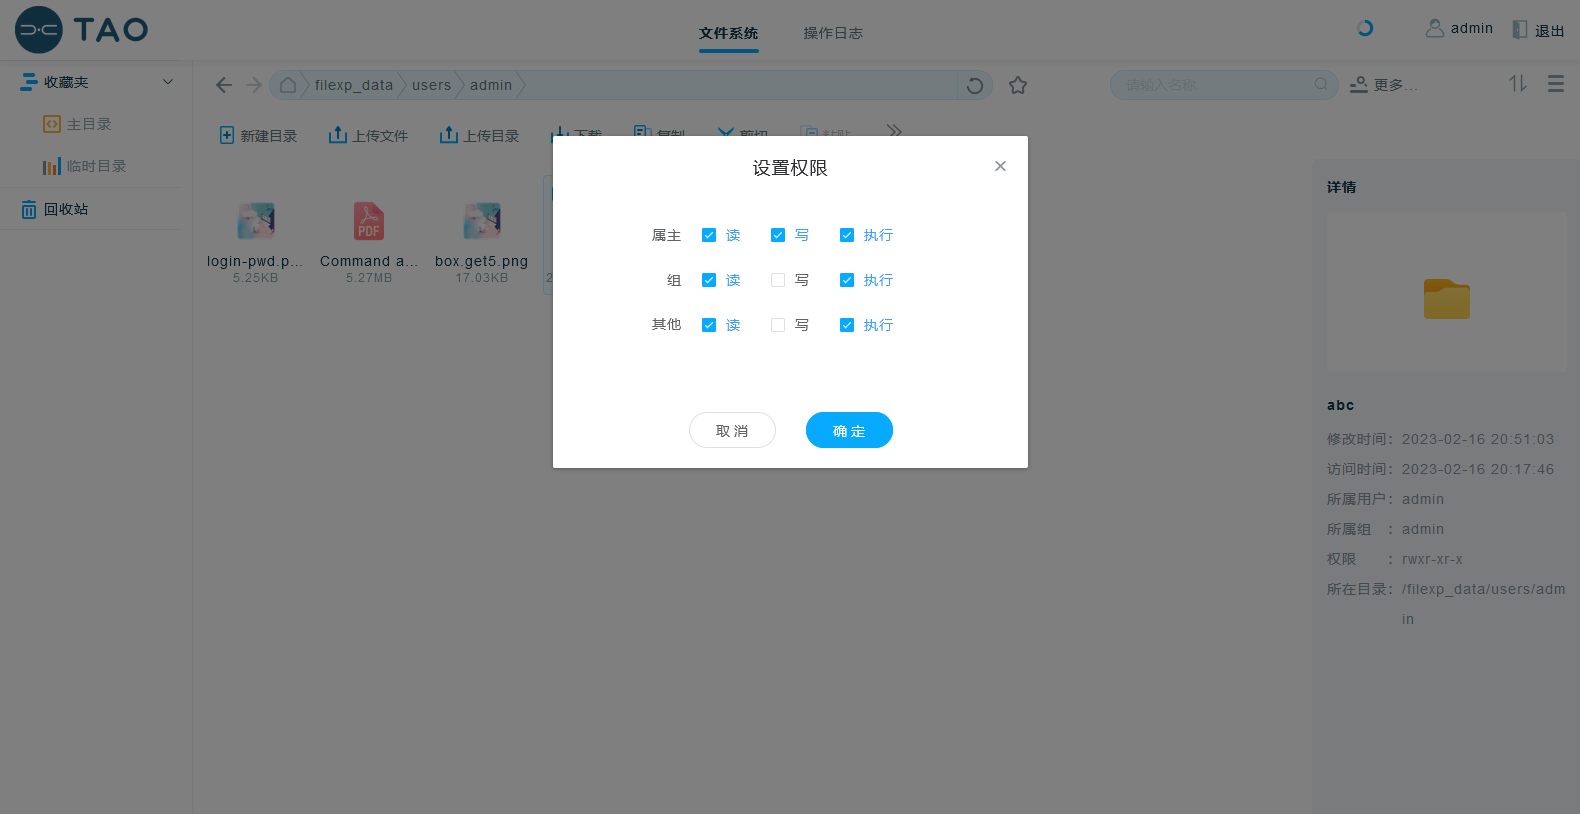 TAO
文件系统
操作日志
admin
退出
收藏夹
主目录
临时目录
回收站
filexp_data
users
admin
请输入名称
更多...
新建目录
上传文件
上传目录
下载
复制
剪切
粘贴
login-pwd.p...
5.25KB
Command a...
5.27MB
box.get5.png
17.03KB
2
设置权限
属主 读 写 执行
组 读 写 执行
其他 读 写 执行
取消
确定
详情
abc
修改时间：2023-02-16 20:51:03
访问时间：2023-02-16 20:17:46
所属用户：admin
所属组 ：admin
权限 ：rwxr-xr-x
所在目录：/filexp_data/users/adm
in